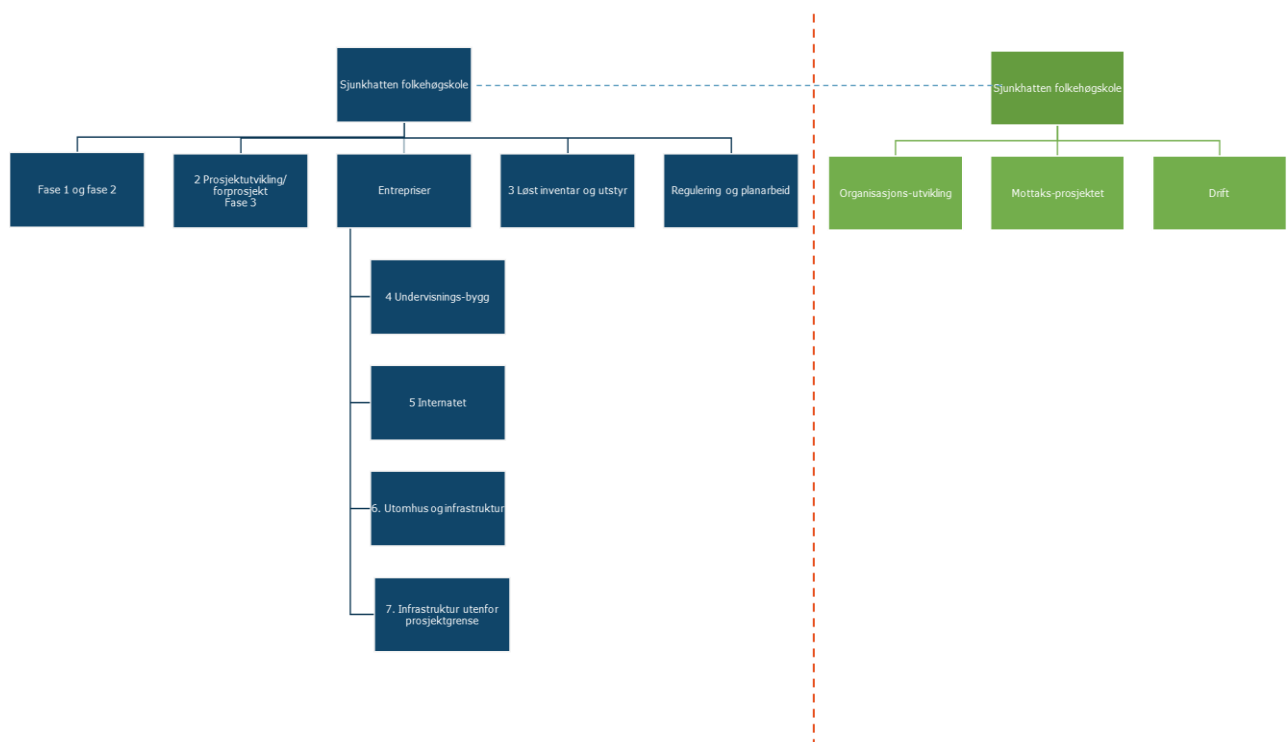 Sjunkhatten folkehøgskole
Sjunkhatten folkehøgskole
Fase 1 og fase 2
2 Prosjektutvikling/
forprosjekt
Fase 3
Entrepriser
3 Løst inventar og utstyr
Regulering og planarbeid
Organisasjons-utvikling
Mottaks-prosjektet
Drift
4 Undervisnings-bygg
5 Internatet
6. Utomhus og infrastruktur
7. Infrastruktur utenfor
prosjektgrense